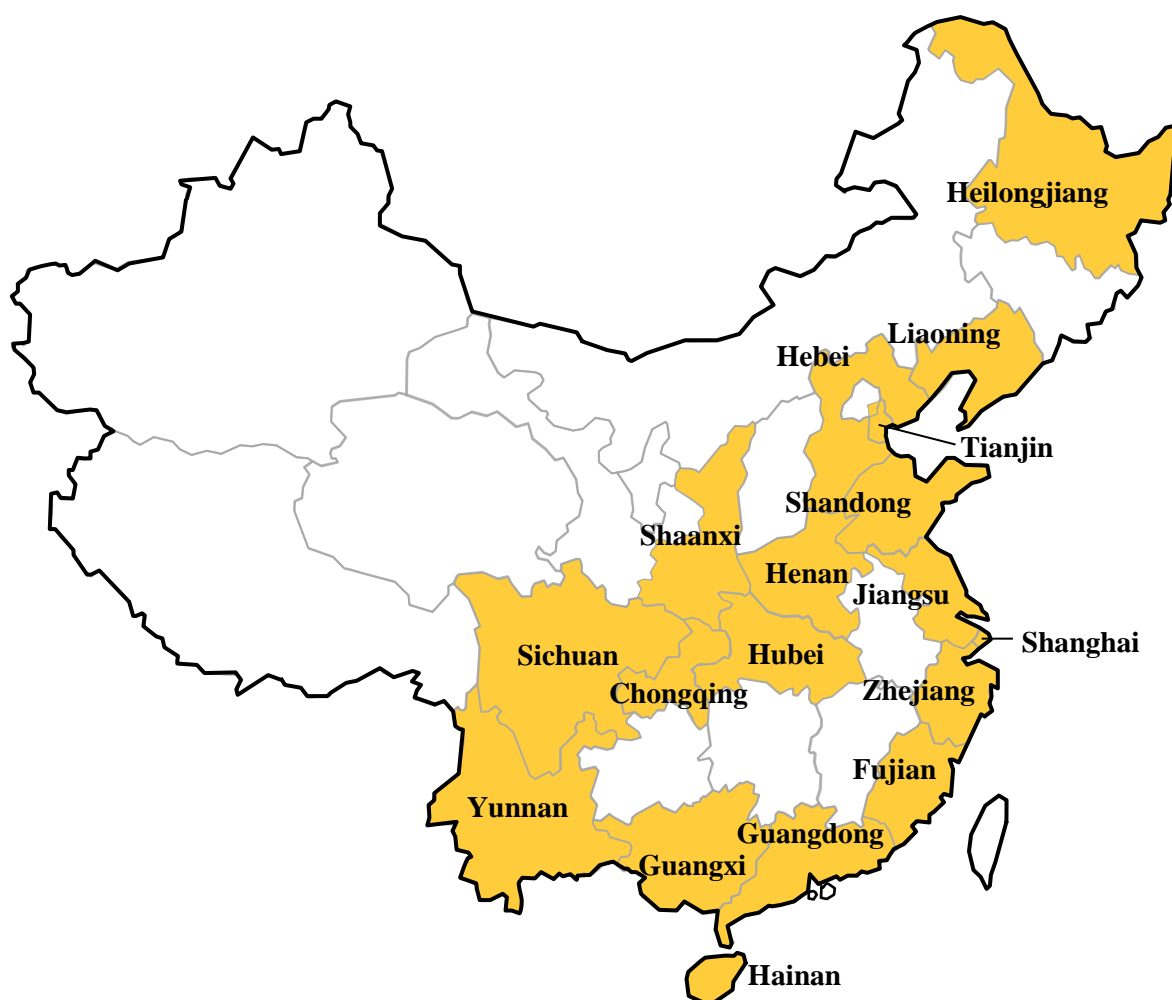 Heilongjiang
Liaoning
Hebei
Tianjin
Shandong
Shaanxi
Henan
Jiangsu
Shanghai
Sichuan
Hubei
Chongqing
Zhejiang
Fujian
Yunnan
Guangdong
Guangxi
Hainan